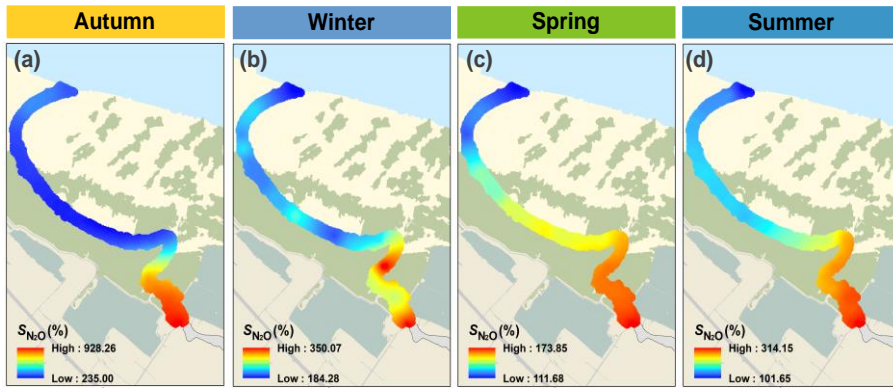 Autumn
Winter
Spring
Summer
(a)
(b)
(c)
(d)
SN₂O(%)
High : 928.26
Low : 235.00
SN₂O(%)
High : 350.07
Low : 184.28
SN₂O(%)
High : 173.85
Low : 111.68
SN₂O(%)
High : 314.15
Low : 101.65